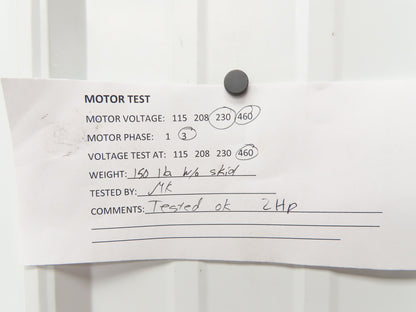 MOTOR TEST
MOTOR VOLTAGE: 115 208 230 460
MOTOR PHASE: 1 3
VOLTAGE TEST AT: 115 208 230 460
WEIGHT: 150 lb w/o skid
TESTED BY: MK
COMMENTS: Tested ok 2Hp